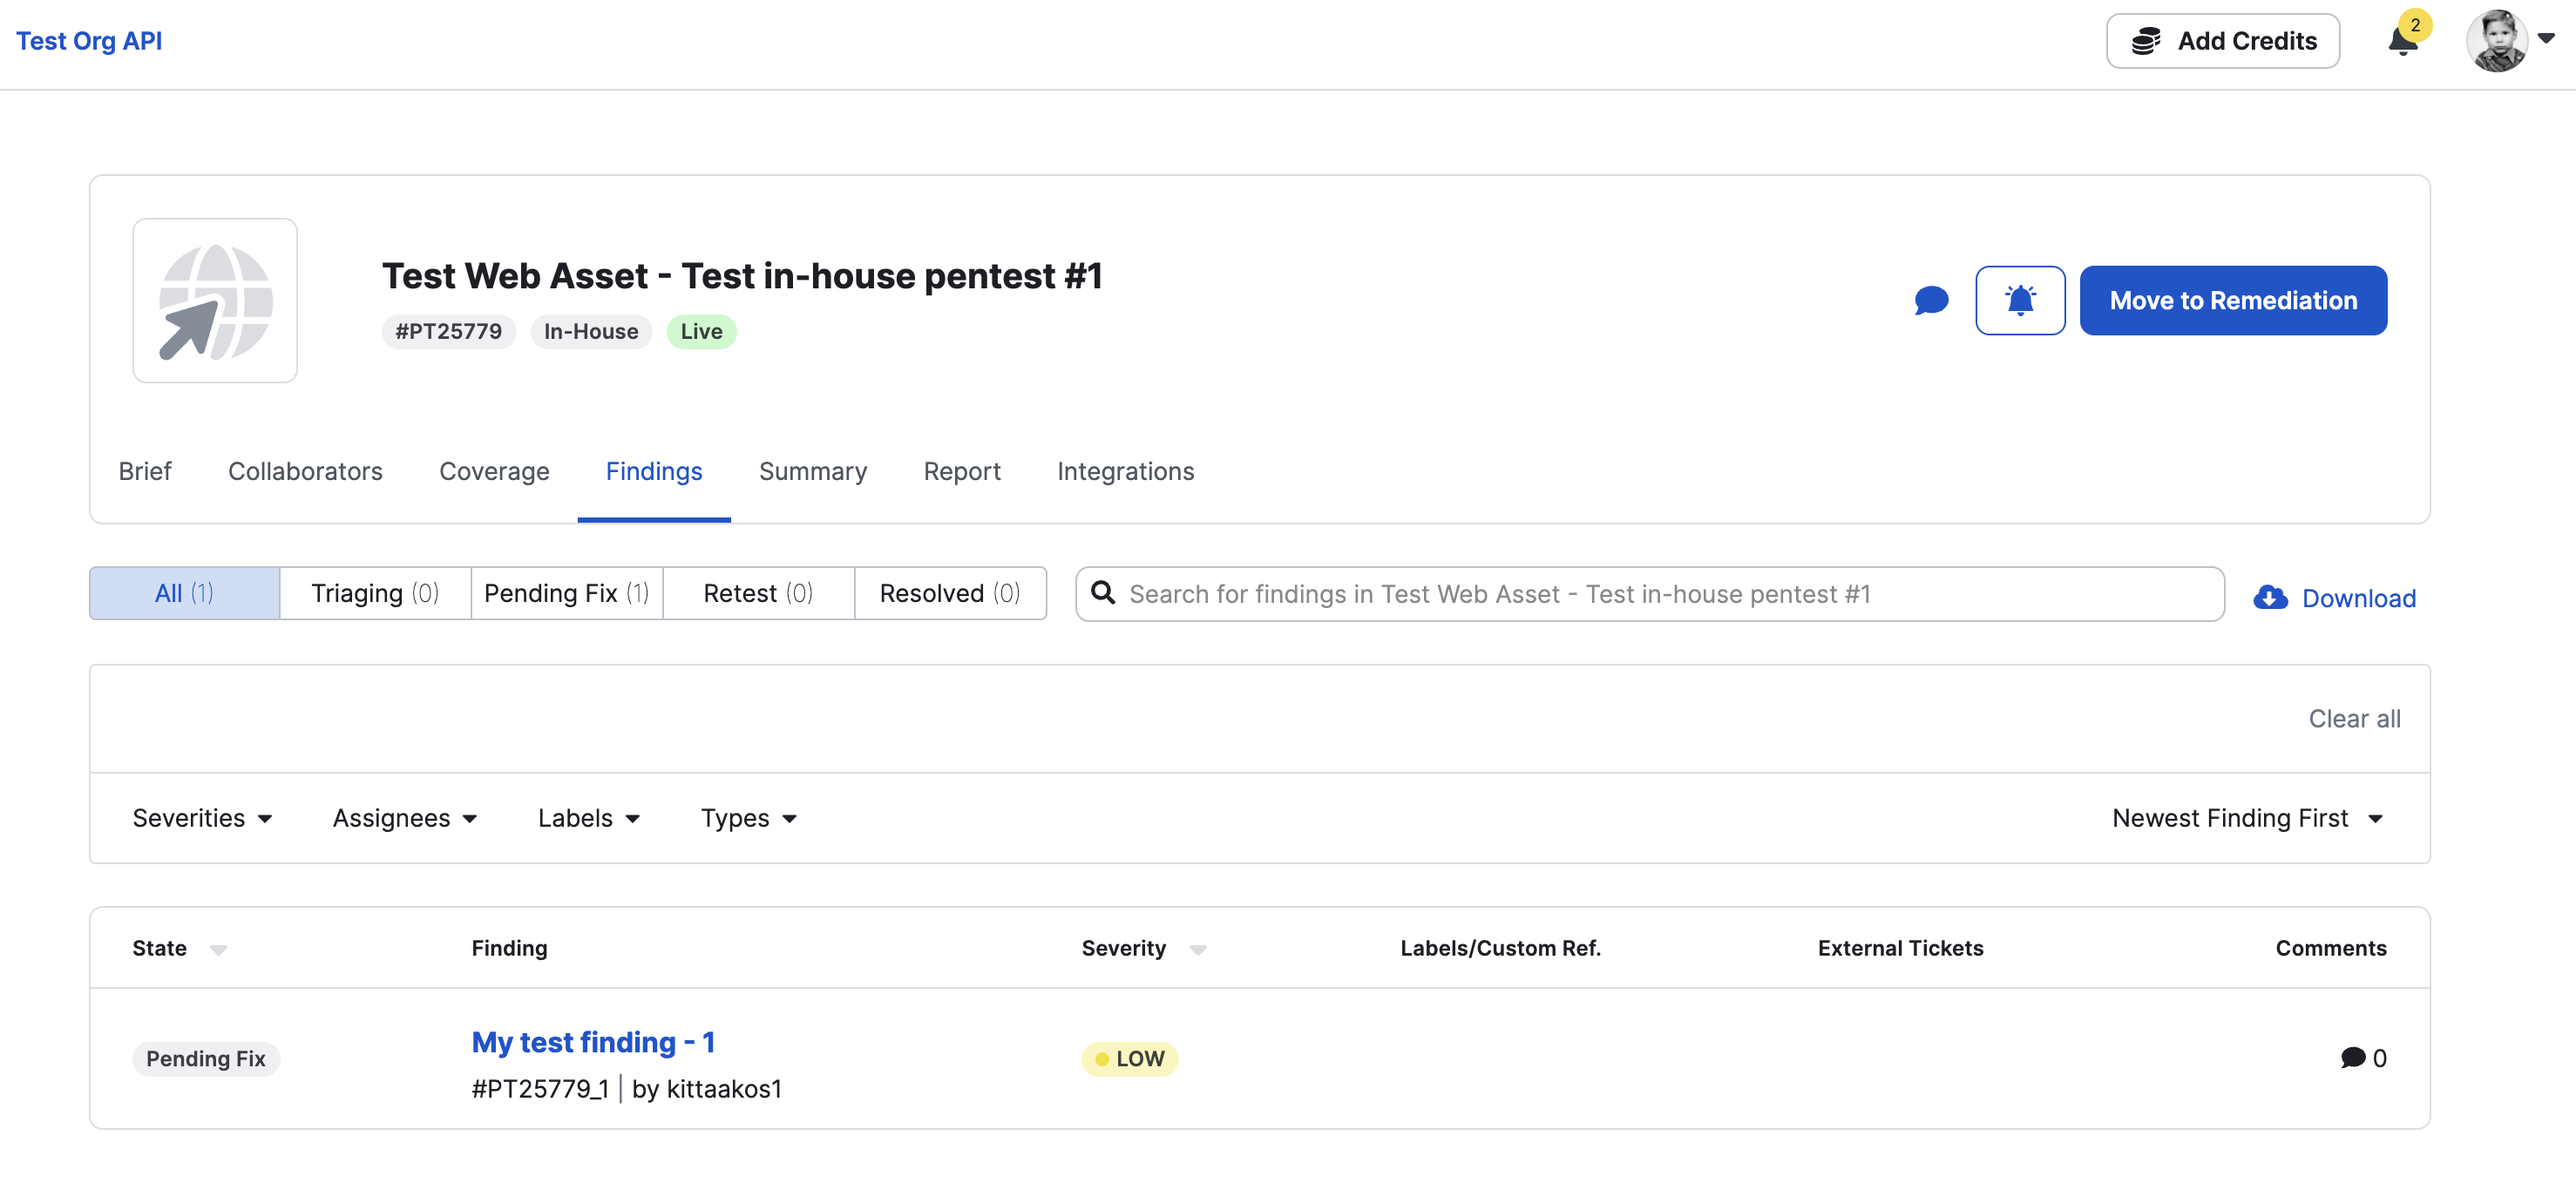 Test Org API
Add Credits
2
Test Web Asset - Test in-house pentest #1
#PT25779 In-House Live
Move to Remediation
Brief Collaborators Coverage Findings Summary Report Integrations
All (1) Triaging (0) Pending Fix (1) Retest (0) Resolved (0) Search for findings in Test Web Asset - Test in-house pentest #1 Download
Clear all
Severities Assignees Labels Types Newest Finding First
State Finding Severity Labels/Custom Ref. External Tickets Comments
My test finding - 1
Pending Fix LOW 0
#PT25779_1 | by kittaakos1